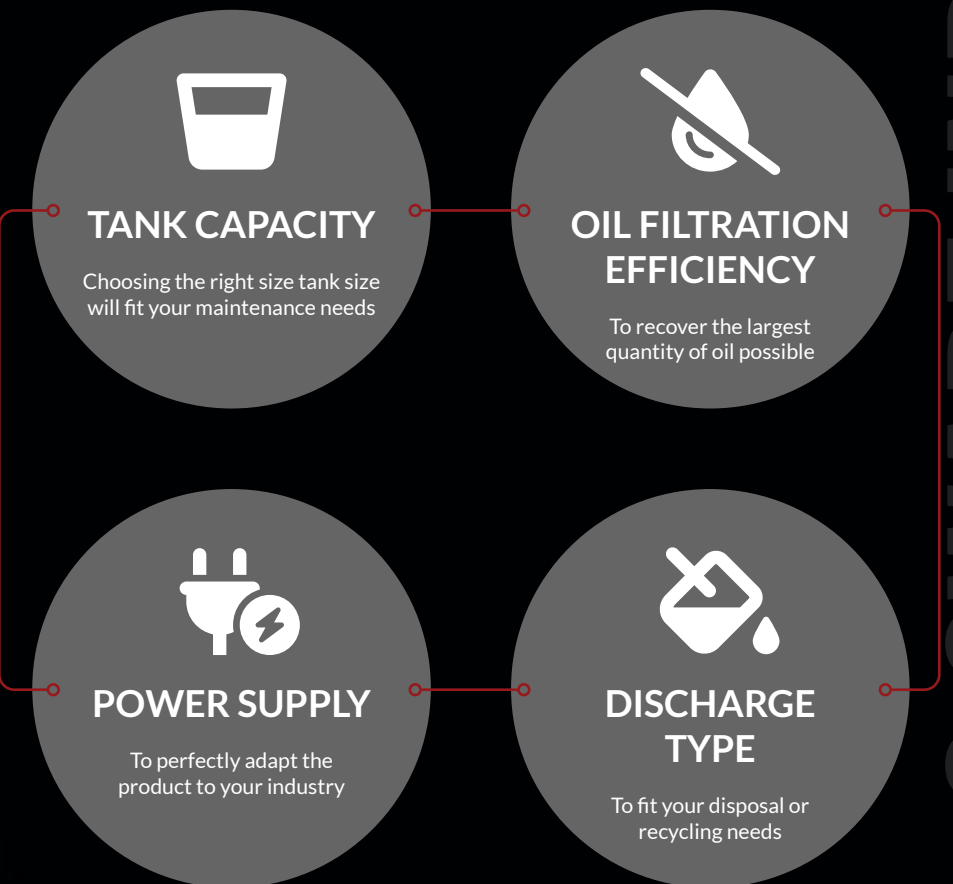 TANK CAPACITY
Choosing the right size tank size
will fit your maintenance needs
OIL FILTRATION
EFFICIENCY
To recover the largest
quantity of oil possible
POWER SUPPLY
To perfectly adapt the
product to your industry
DISCHARGE
TYPE
To fit your disposal or
recycling needs